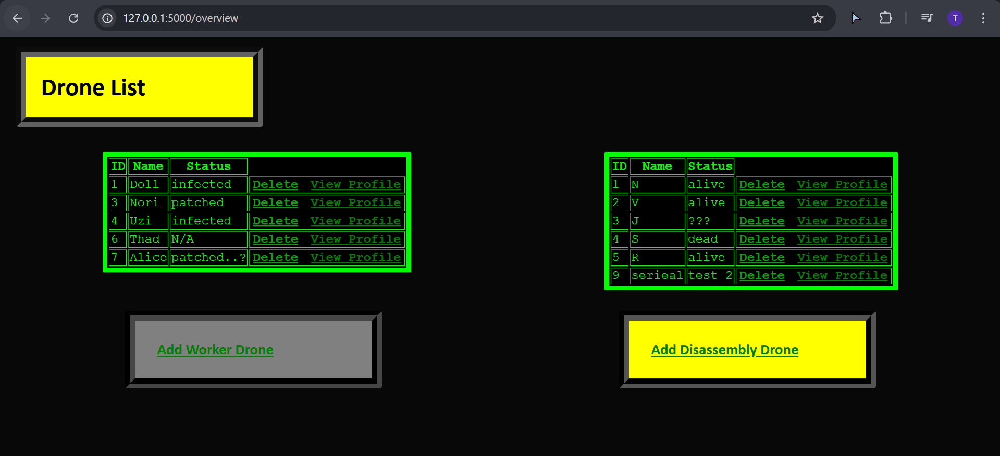 127.0.0.1:5000/overview
T
Drone List
ID Name Status
1 Doll infected Delete View Profile
3 Nori patched Delete View Profile
4 Uzi infected Delete View Profile
6 Thad N/A Delete View Profile
7 Alice patched..? Delete View Profile
ID Name Status
1 N alive Delete View Profile
2 V alive Delete View Profile
3 J ??? Delete View Profile
4 S dead Delete View Profile
5 R alive Delete View Profile
9 serieal test 2 Delete View Profile
Add Worker Drone
Add Disassembly Drone